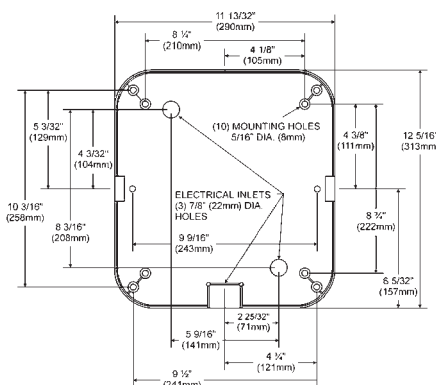 11 13/32"
(290mm)
8 ¼"
(210mm)
4 1/8"
(105mm)
5 3/32"
(129mm)
4 3/32"
(104mm)
(10) MOUNTING HOLES
5/16" DIA. (8mm)
4 3/8"
(111mm)
12 5/16"
(313mm)
10 3/16"
(258mm)
8 3/16"
(208mm)
ELECTRICAL INLETS
(3) 7/8" (22mm) DIA.
HOLES
9 9/16"
(243mm)
8 ¾"
(222mm)
6 5/32"
(157mm)
2 25/32"
(71mm)
5 9/16"
(141mm)
4 ¾"
(121mm)
9 ½"
(241mm)